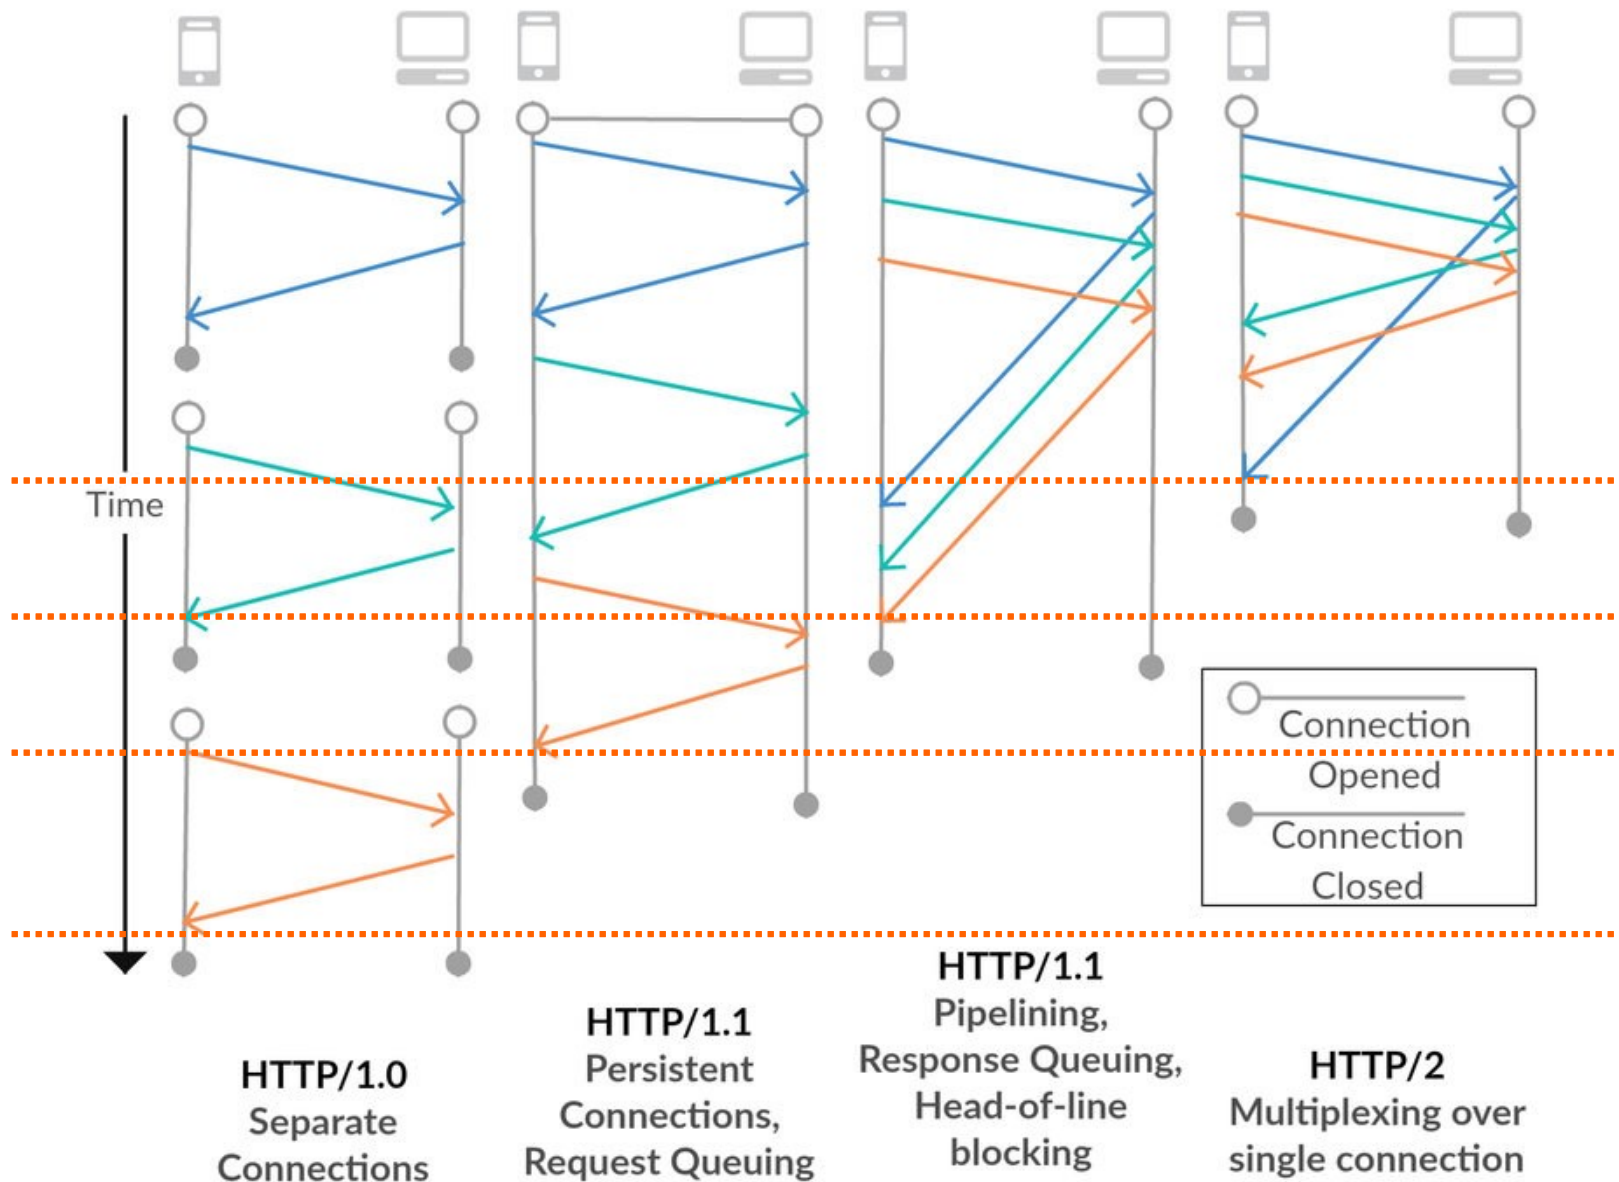 Time
Connection
Opened
Connection
Closed
HTTP/1.0
Separate
Connections
HTTP/1.1
Persistent
Connections,
Request Queuing
HTTP/1.1
Pipelining,
Response Queuing,
Head-of-line
blocking
HTTP/2
Multiplexing over
single connection